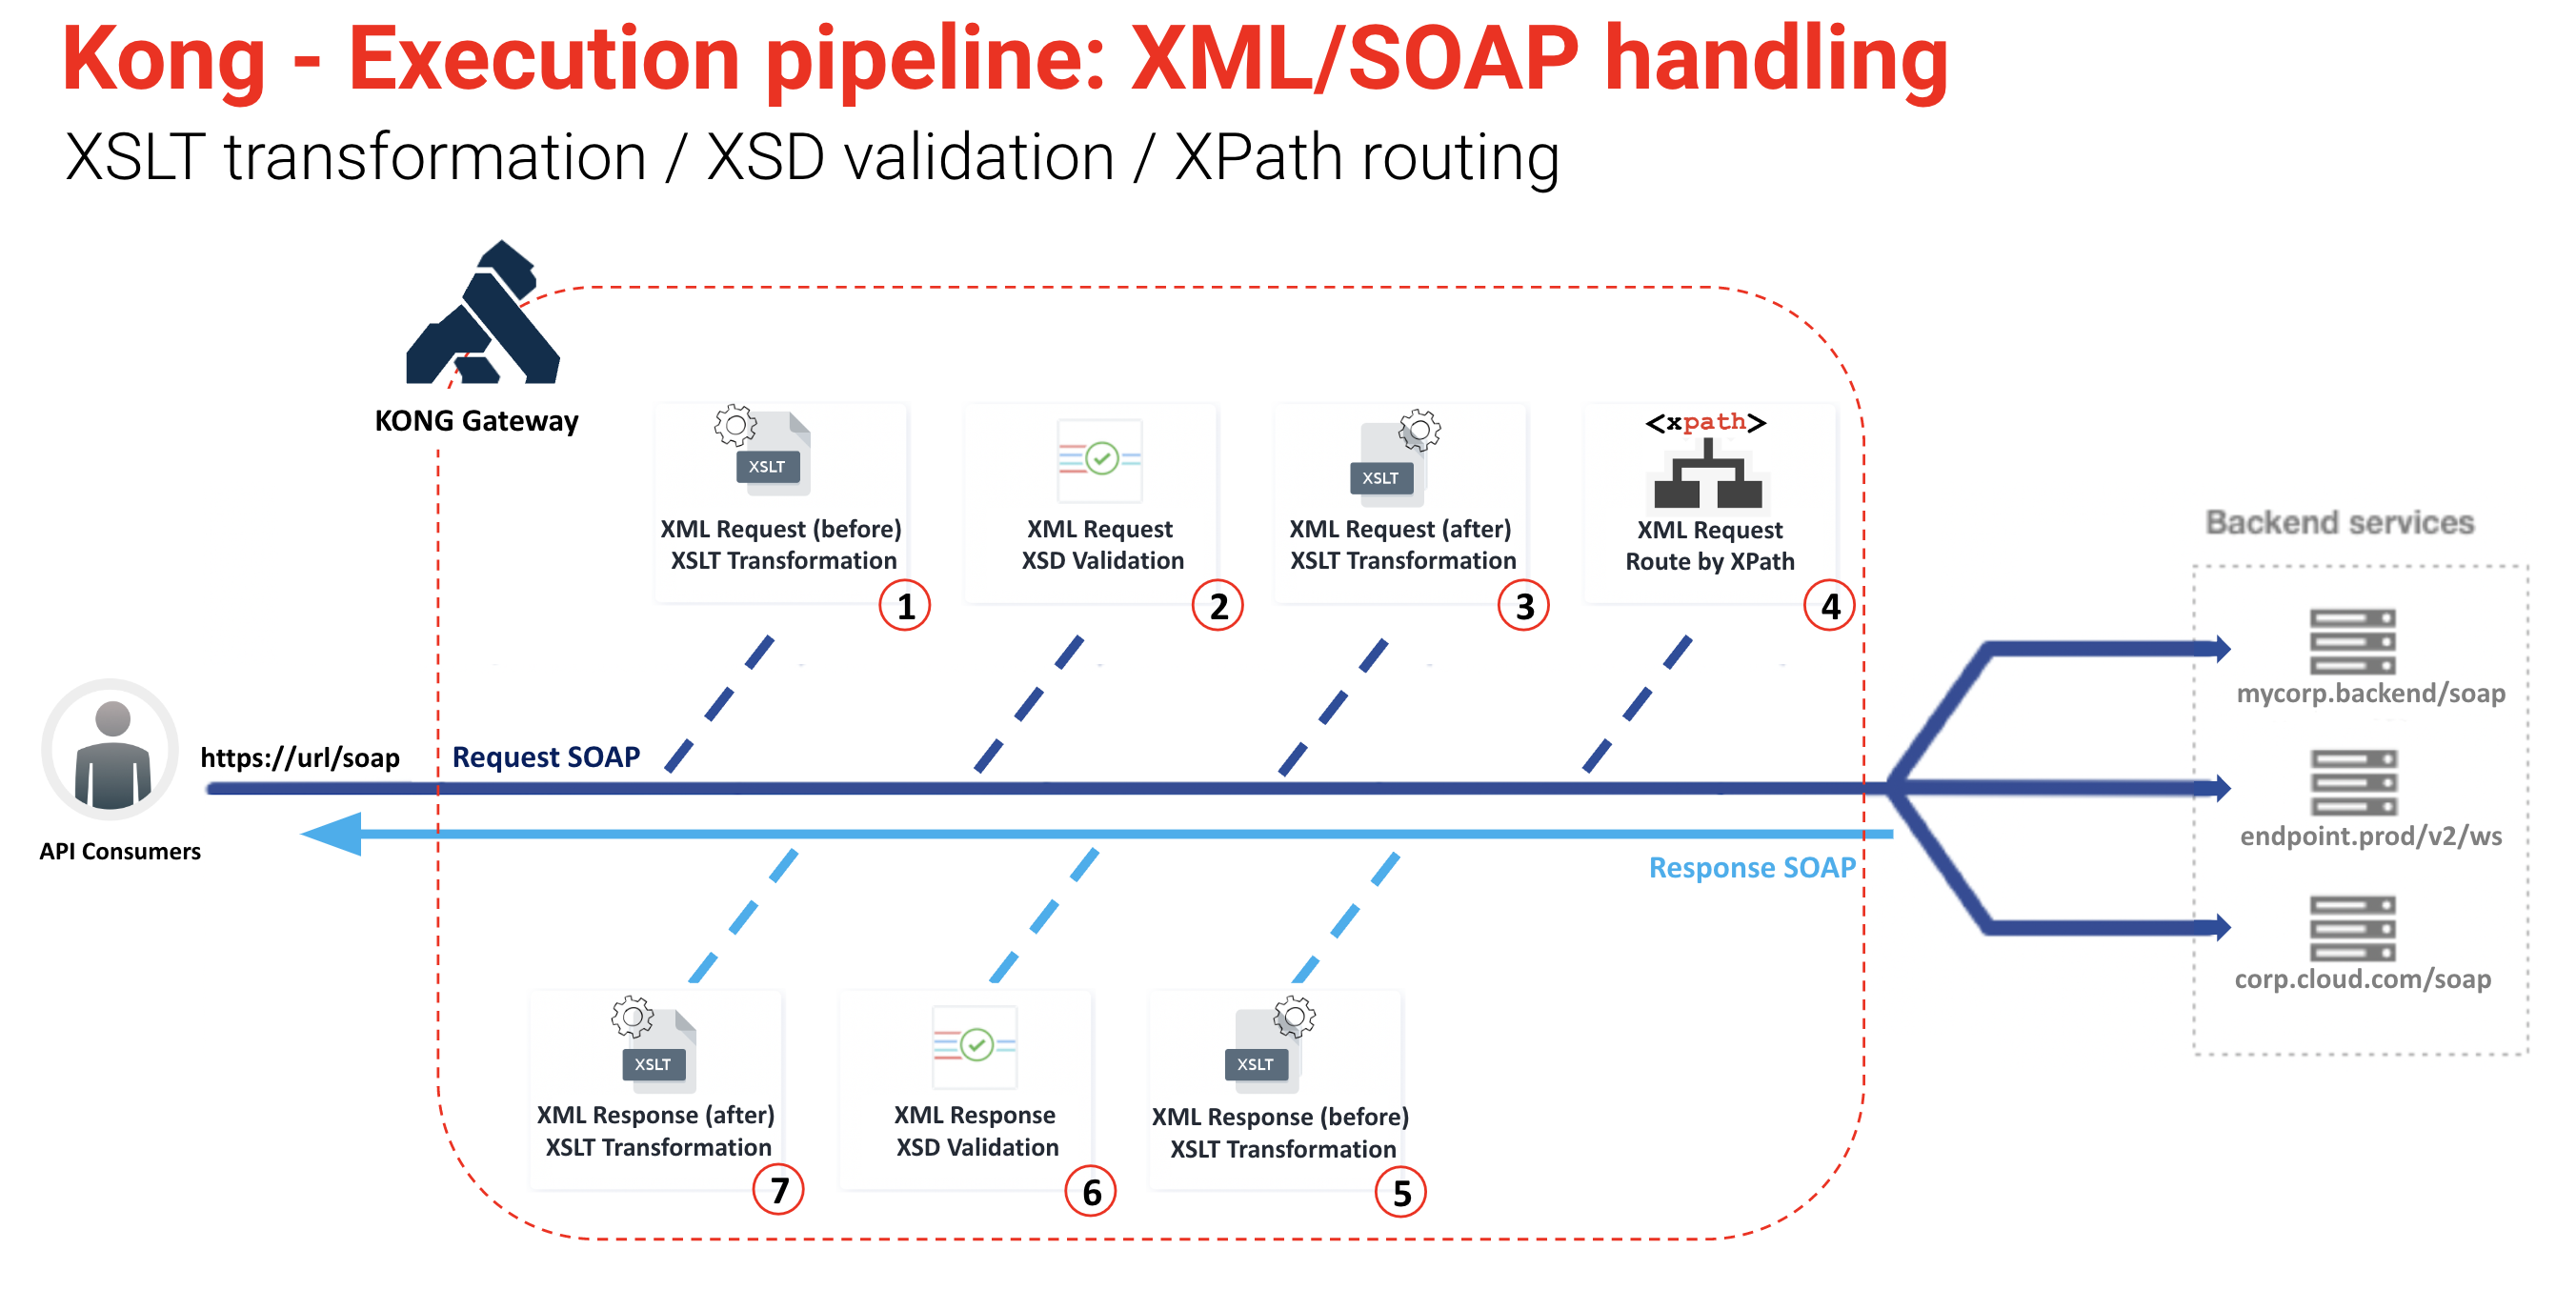 Kong - Execution pipeline: XML/SOAP handling
XSLT transformation / XSD validation / XPath routing
KONG Gateway
XSLT
XML Request (before)
XSLT Transformation
1
XML Request
XSD Validation
2
XSLT
XML Request (after)
XSLT Transformation
3
<xpath>
XML Request
Route by XPath
4
Backend services
mycorp.backend/soap
endpoint.prod/v2/ws
corp.cloud.com/soap
https://url/soap
Request SOAP
API Consumers
Response SOAP
XSLT
XML Response (after)
XSLT Transformation
7
XML Response
XSD Validation
6
XSLT
XML Response (before)
XSLT Transformation
5